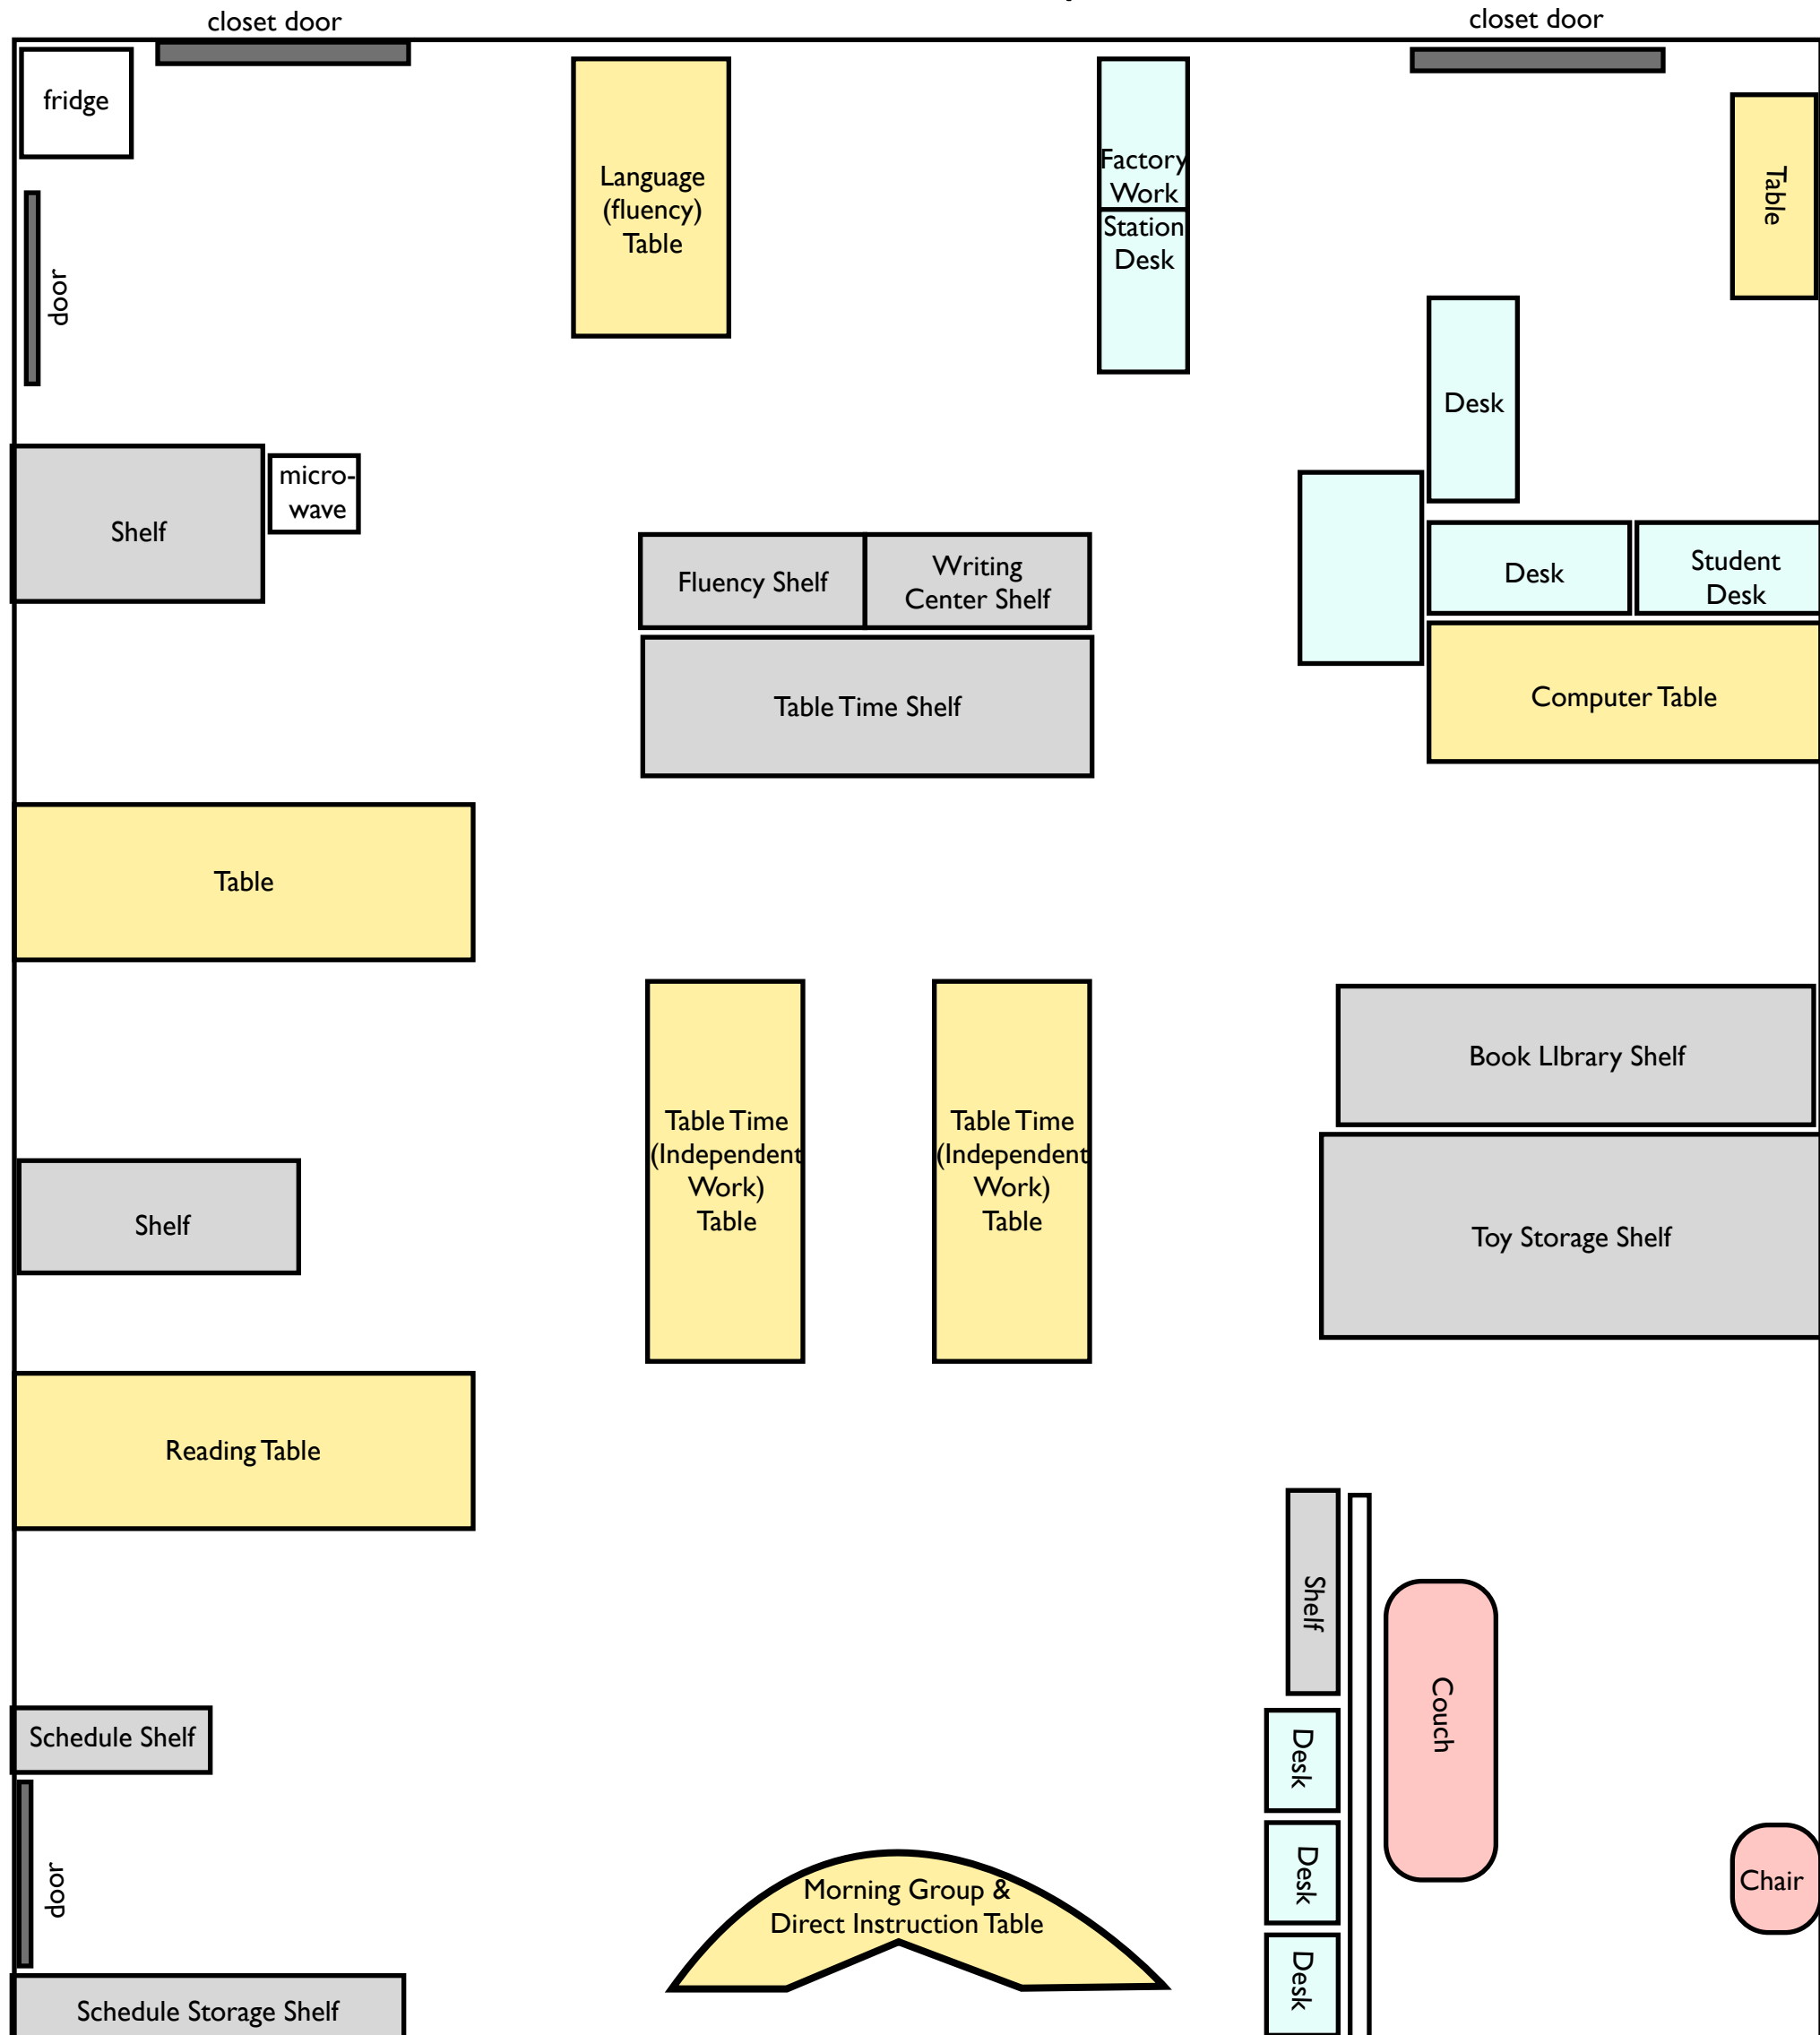 closet door
closet door
fridge
Language
(fluency)
Table
Factory
Work
Station
Desk
Table
door
Desk
micro-
wave
Shelf
Fluency Shelf
Writing
Center Shelf
Desk
Student
Desk
Table Time Shelf
Computer Table
Table
Book LIbrary Shelf
Table Time
(Independent
Work)
Table
Table Time
(Independent
Work)
Table
Shelf
Toy Storage Shelf
Reading Table
Shelf
Couch
Schedule Shelf
Desk
door
Morning Group &
Direct Instruction Table
Desk
Chair
Desk
Schedule Storage Shelf